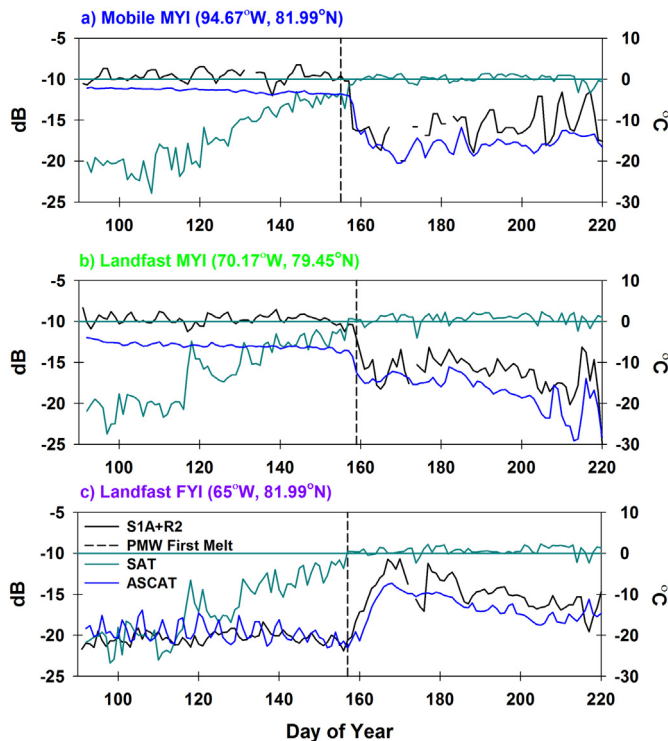 a) Mobile MYI (94.67°W, 81.99°N)
-5 10
-10 0
dB -15 -10 °C
-20 -20
-25 -30
100 120 140 160 180 200 220
b) Landfast MYI (70.17°W, 79.45°N)
-5 10
-10 0
dB -15 -10 °C
-20 -20
-25 -30
100 120 140 160 180 200 220
c) Landfast FYI (65°W, 81.99°N)
-5 10
S1A+R2
PMW First Melt
-10 0
SAT
ASCAT
dB -15 -10 °C
-20 -20
-25 -30
100 120 140 160 180 200 220
Day of Year